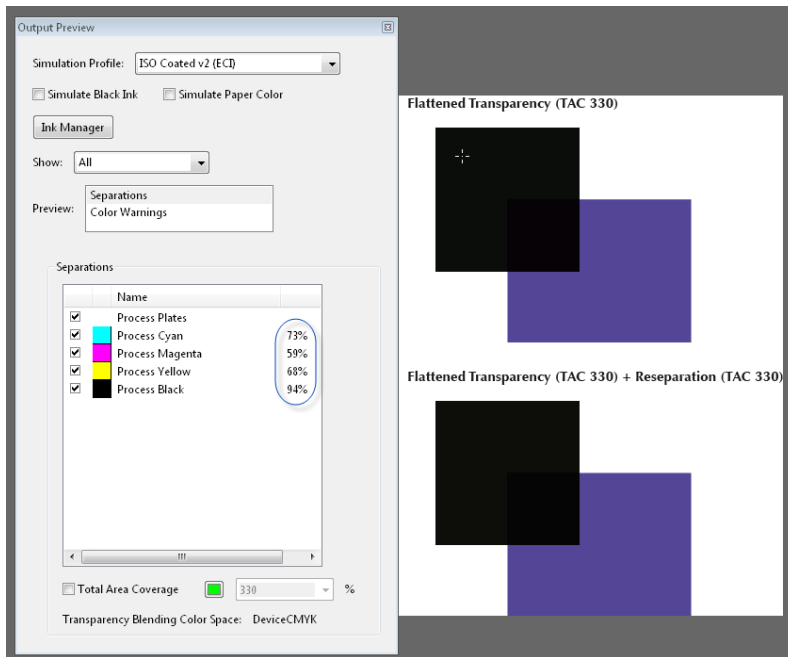 Output Preview
Simulation Profile: ISO Coated v2 (ECI)
Simulate Black Ink Simulate Paper Color
Ink Manager
Show: All
Preview: Separations
Color Warnings
Separations
Name
Process Plates
Process Cyan 73%
Process Magenta 59%
Process Yellow 68%
Process Black 94%
Total Area Coverage 330 %
Transparency Blending Color Space: DeviceCMYK
Flattened Transparency (TAC 330)
Flattened Transparency (TAC 330) + Reseparation (TAC 330)